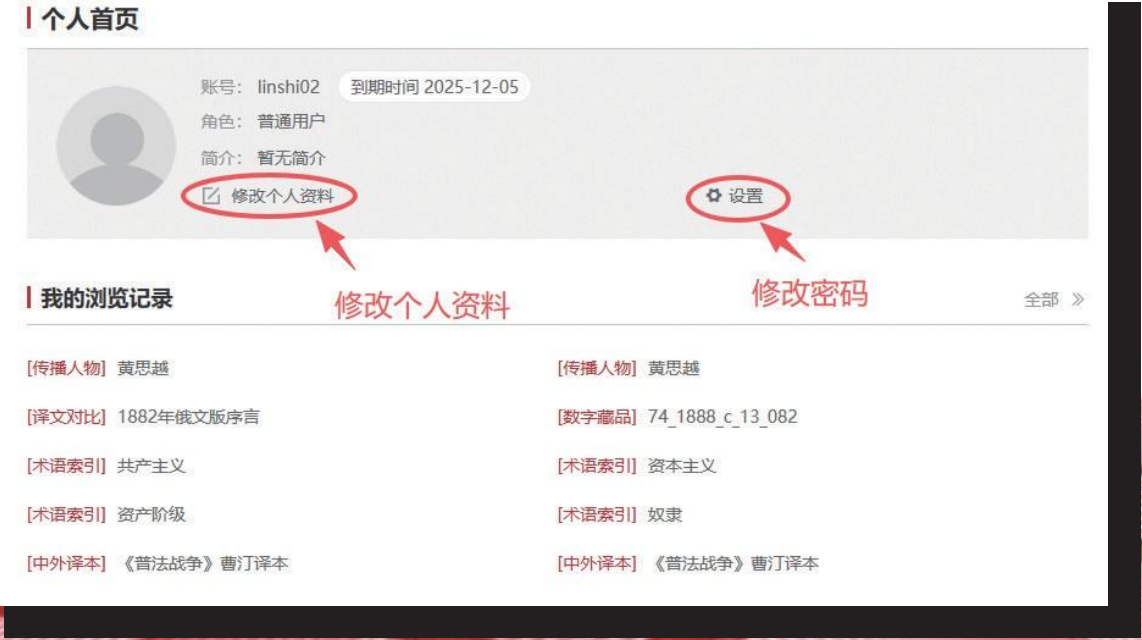 个人首页
账号： linshi02 到期时间 2025-12-05
角色： 普通用户
简介： 暂无简介
修改个人资料 设置
我的浏览记录 修改个人资料 修改密码 全部 》
[传播人物] 黄思越 [传播人物] 黄思越
[译文对比] 1882年俄文版序言 [数字藏品] 74_1888_c_13_082
[术语索引] 共产主义 [术语索引] 资本主义
[术语索引] 资产阶级 [术语索引] 奴隶
[中外译本] 《普法战争》曹汀译本 [中外译本] 《普法战争》曹汀译本